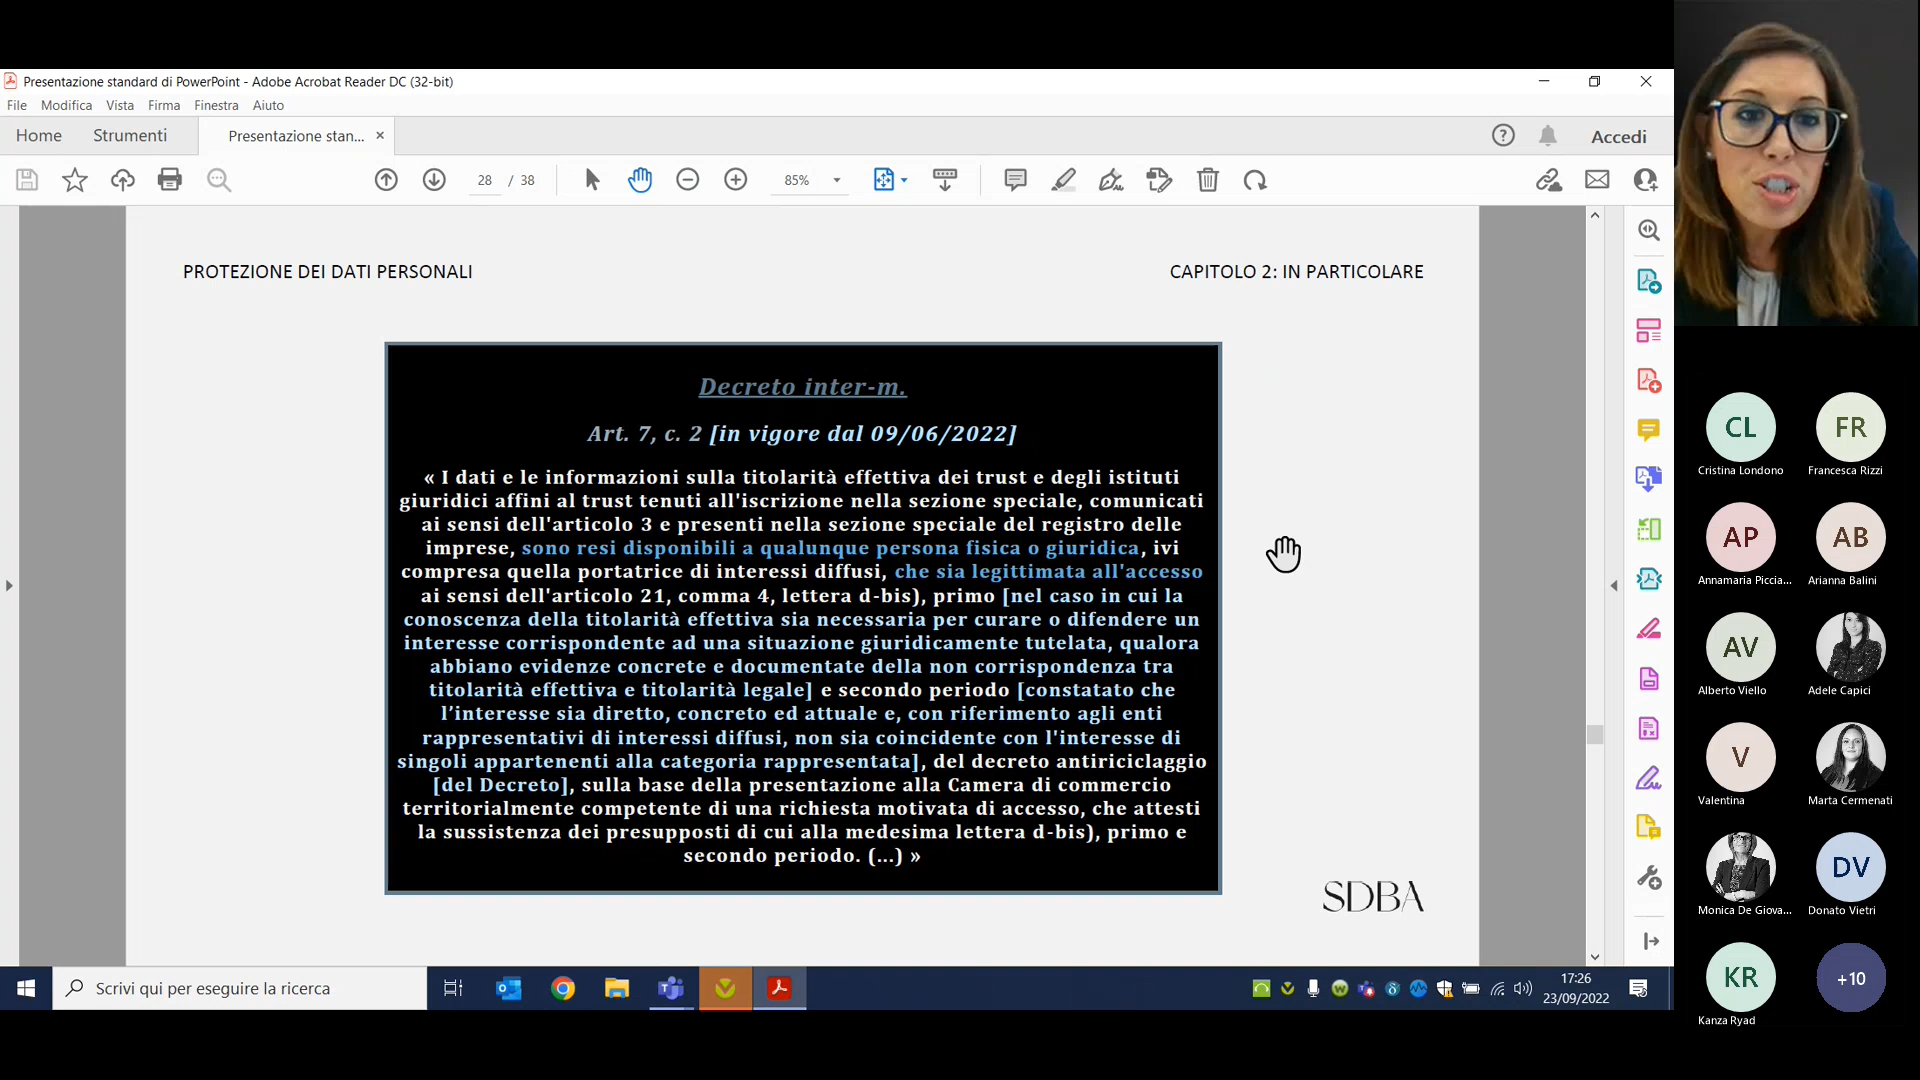 Presentazione standard di PowerPoint - Adobe Acrobat Reader DC (32-bit)
File Modifica Vista Firma Finestra Aiuto
Home Strumenti Presentazione stan... × Accedi
28 / 38 85%
PROTEZIONE DEI DATI PERSONALI CAPITOLO 2: IN PARTICOLARE
Decreto inter-m.
Art. 7, c. 2 [in vigore dal 09/06/2022]
« I dati e le informazioni sulla titolarità effettiva dei trust e degli istituti
giuridici affini al trust tenuti all'iscrizione nella sezione speciale, comunicati
ai sensi dell'articolo 3 e presenti nella sezione speciale del registro delle
imprese, sono resi disponibili a qualunque persona fisica o giuridica, ivi
compresa quella portatrice di interessi diffusi, che sia legittimata all'accesso
ai sensi dell'articolo 21, comma 4, lettera d-bis), primo [nel caso in cui la
conoscenza della titolarità effettiva sia necessaria per curare o difendere un
interesse corrispondente ad una situazione giuridicamente tutelata, qualora
abbiano evidenze concrete e documentate della non corrispondenza tra
titolarità effettiva e titolarità legale] e secondo periodo [constatato che
l’interesse sia diretto, concreto ed attuale e, con riferimento agli enti
rappresentativi di interessi diffusi, non sia coincidente con l'interesse di
singoli appartenenti alla categoria rappresentata], del decreto antiriciclaggio
[del Decreto], sulla base della presentazione alla Camera di commercio
territorialmente competente di una richiesta motivata di accesso, che attesti
la sussistenza dei presupposti di cui alla medesima lettera d-bis), primo e
secondo periodo. (...) »
SDBA
Scrivi qui per eseguire la ricerca
17:26
23/09/2022
CL FR
Cristina Londono Francesca Rizzi
AP AB
Annamaria Piccia... Arianna Balini
AV
Alberto Viello Adele Capici
V
Valentina Marta Cermenati
DV
Monica De Giova... Donato Vietri
KR +10
Kanza Ryad